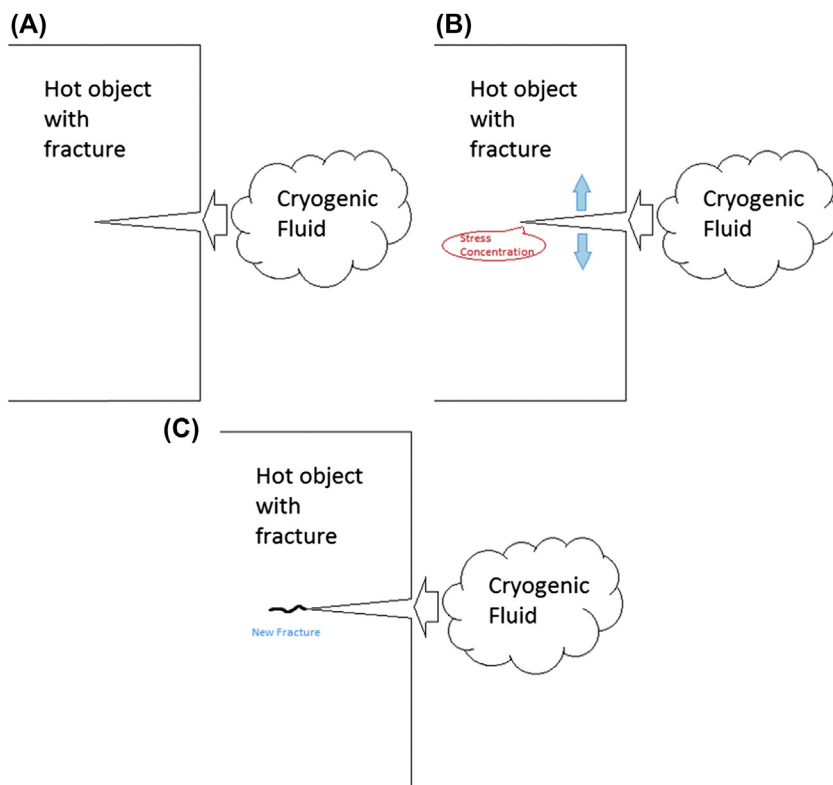 (A)
Hot object
with
fracture
Cryogenic
Fluid
(B)
Hot object
with
fracture
Stress
Concentration
Cryogenic
Fluid
(C)
Hot object
with
fracture
New Fracture
Cryogenic
Fluid